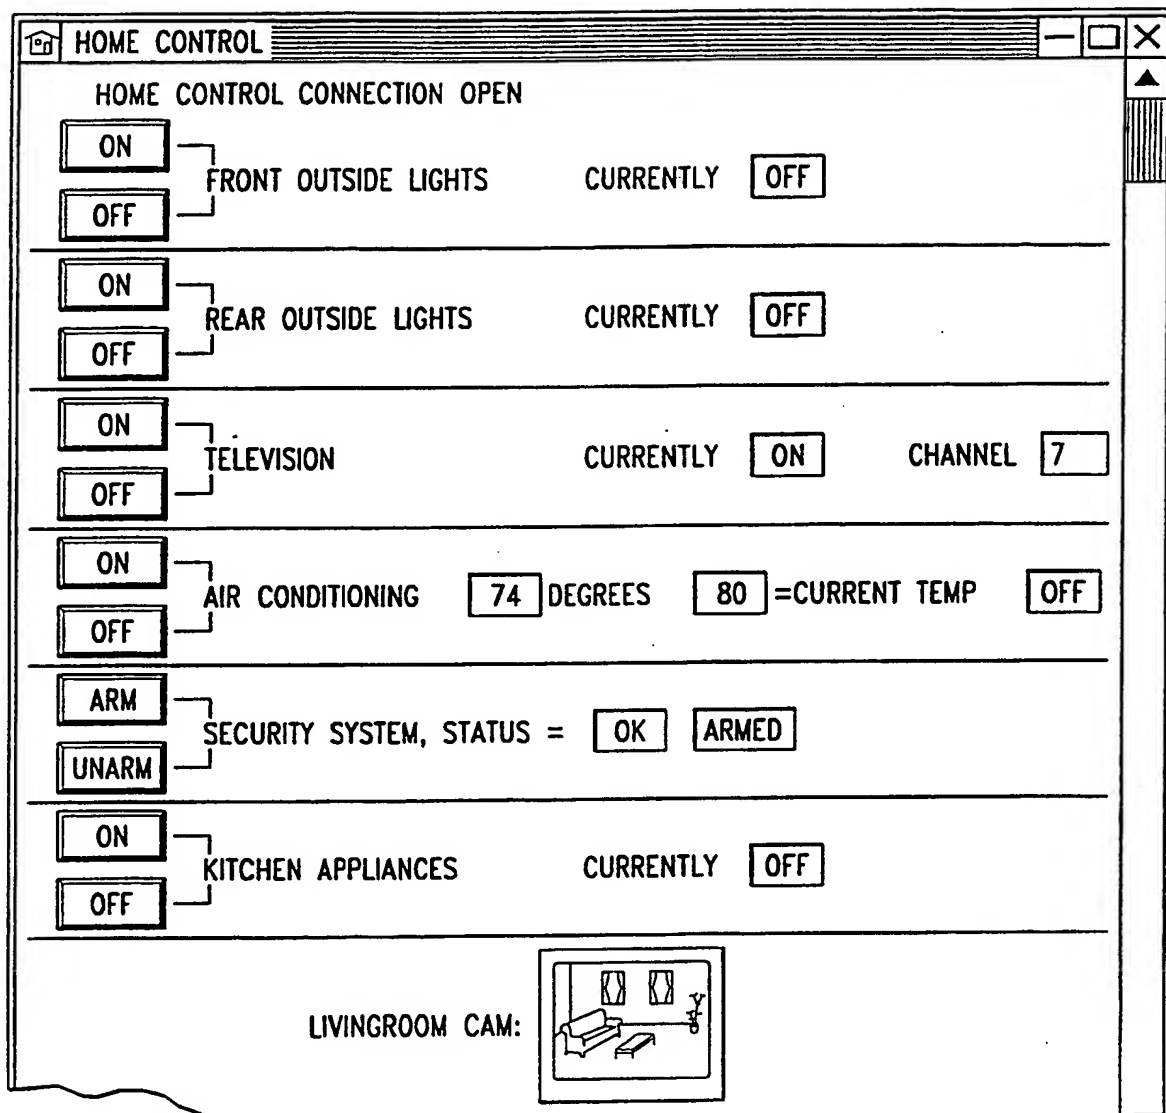 HOME CONTROL
HOME CONTROL CONNECTION OPEN
ON
FRONT OUTSIDE LIGHTS CURRENTLY OFF
OFF
ON
REAR OUTSIDE LIGHTS CURRENTLY OFF
OFF
ON
TELEVISION CURRENTLY ON CHANNEL 7
OFF
ON
AIR CONDITIONING 74 DEGREES 80 =CURRENT TEMP OFF
OFF
ARM
SECURITY SYSTEM, STATUS = OK ARMED
UNARM
ON
KITCHEN APPLIANCES CURRENTLY OFF
OFF
LIVINGROOM CAM: